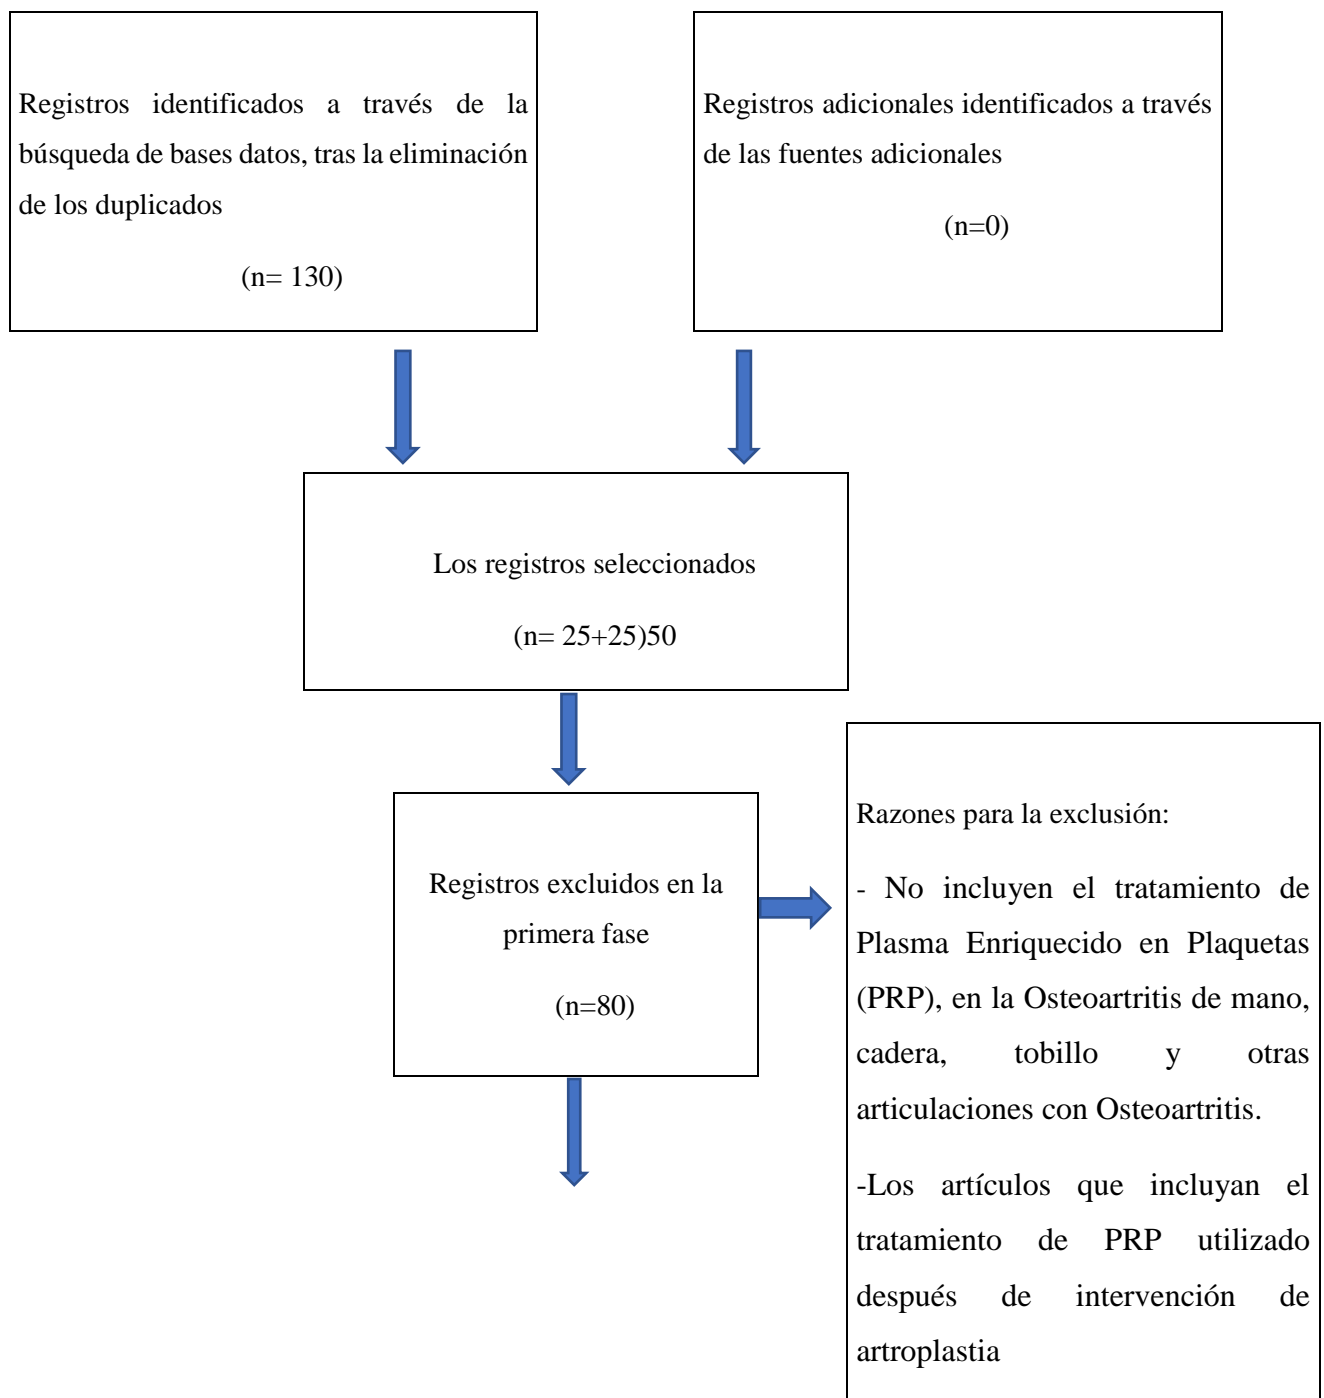 Registros identificados a través de la
búsqueda de bases datos, tras la eliminación
de los duplicados
(n= 130)
Registros adicionales identificados a través
de las fuentes adicionales
(n=0)
Los registros seleccionados
(n= 25+25)50
Registros excluidos en la
primera fase
(n=80)
Razones para la exclusión:
- No incluyen el tratamiento de
Plasma Enriquecido en Plaquetas
(PRP), en la Osteoartritis de mano,
cadera, tobillo y otras
articulaciones con Osteoartritis.
-Los artículos que incluyan el
tratamiento de PRP utilizado
después de intervención de
artroplastia